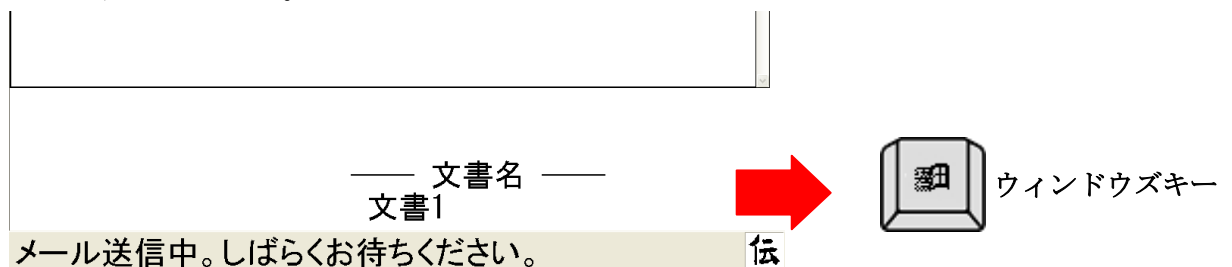 —— 文書名 ——
文書1
ウィンドウズキー
メール送信中。しばらくお待ちください。
伝